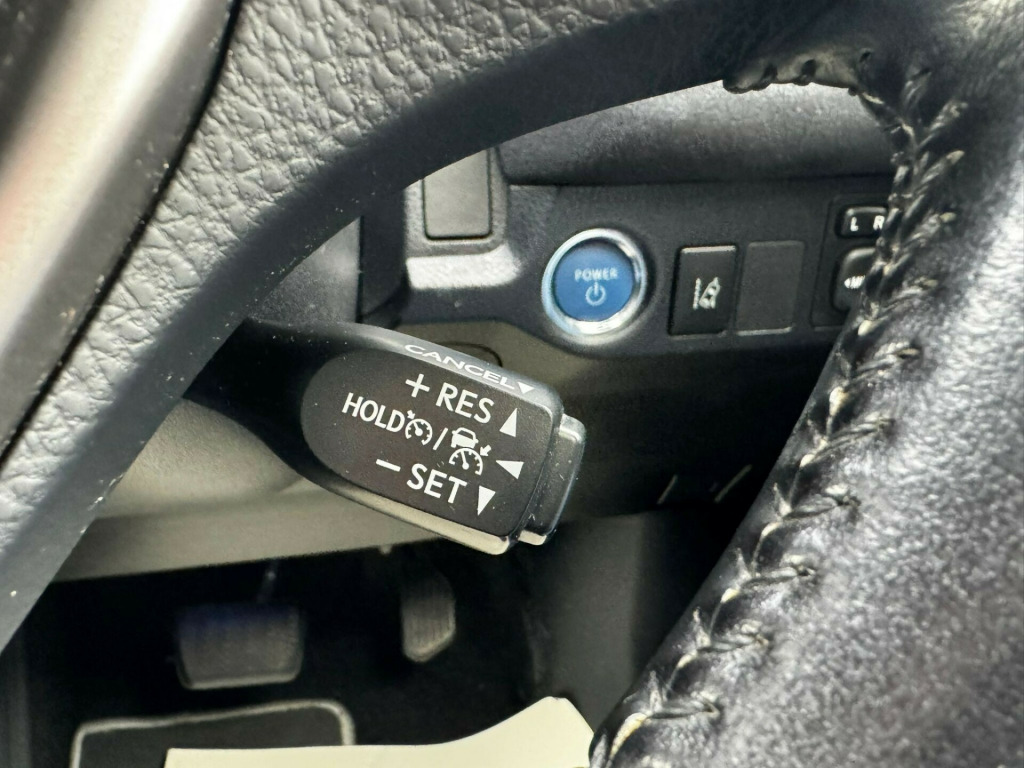 POWER
L R
CANCEL
+ RES
HOLD /
− SET